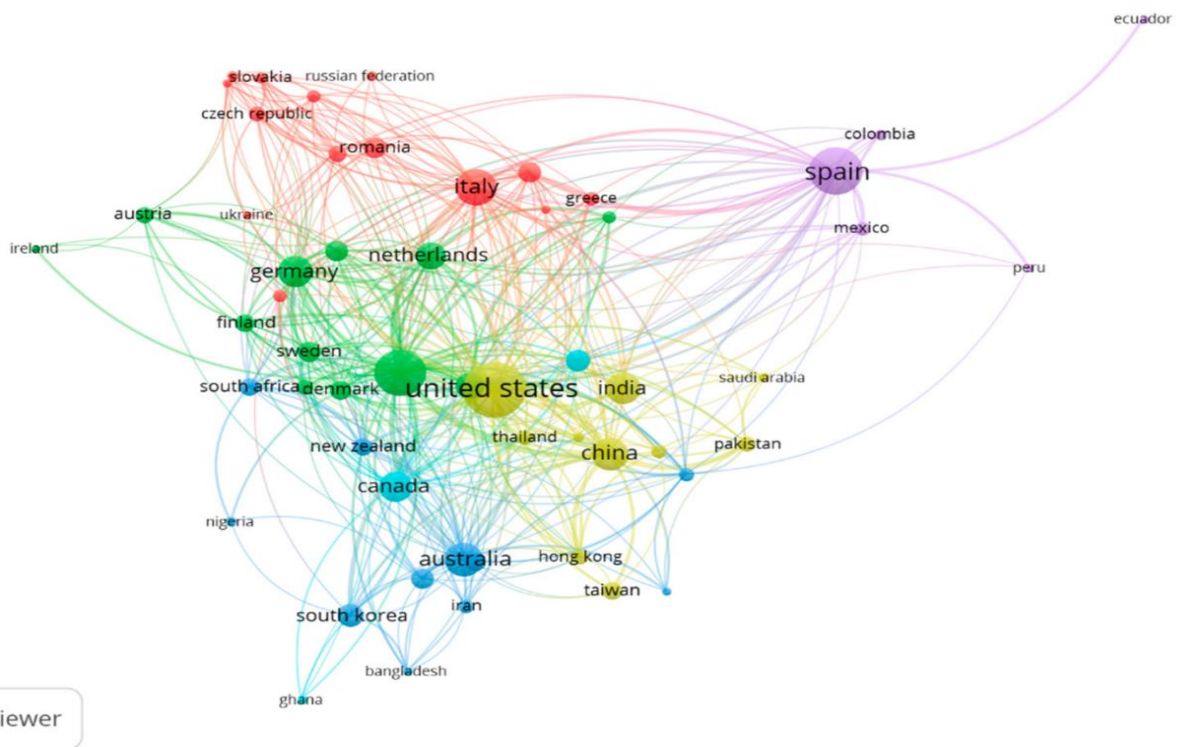 ecuador
slovakia
russian federation
czech republic
colombia
romania
spain
italy
greece
austria
ukraine
mexico
ireland
netherlands
germany
peru
finland
sweden
south africa
denmark
united states
india
saudi arabia
thailand
new zealand
china
pakistan
canada
nigeria
australia
hong kong
taiwan
iran
south korea
bangladesh
ghana
iewer